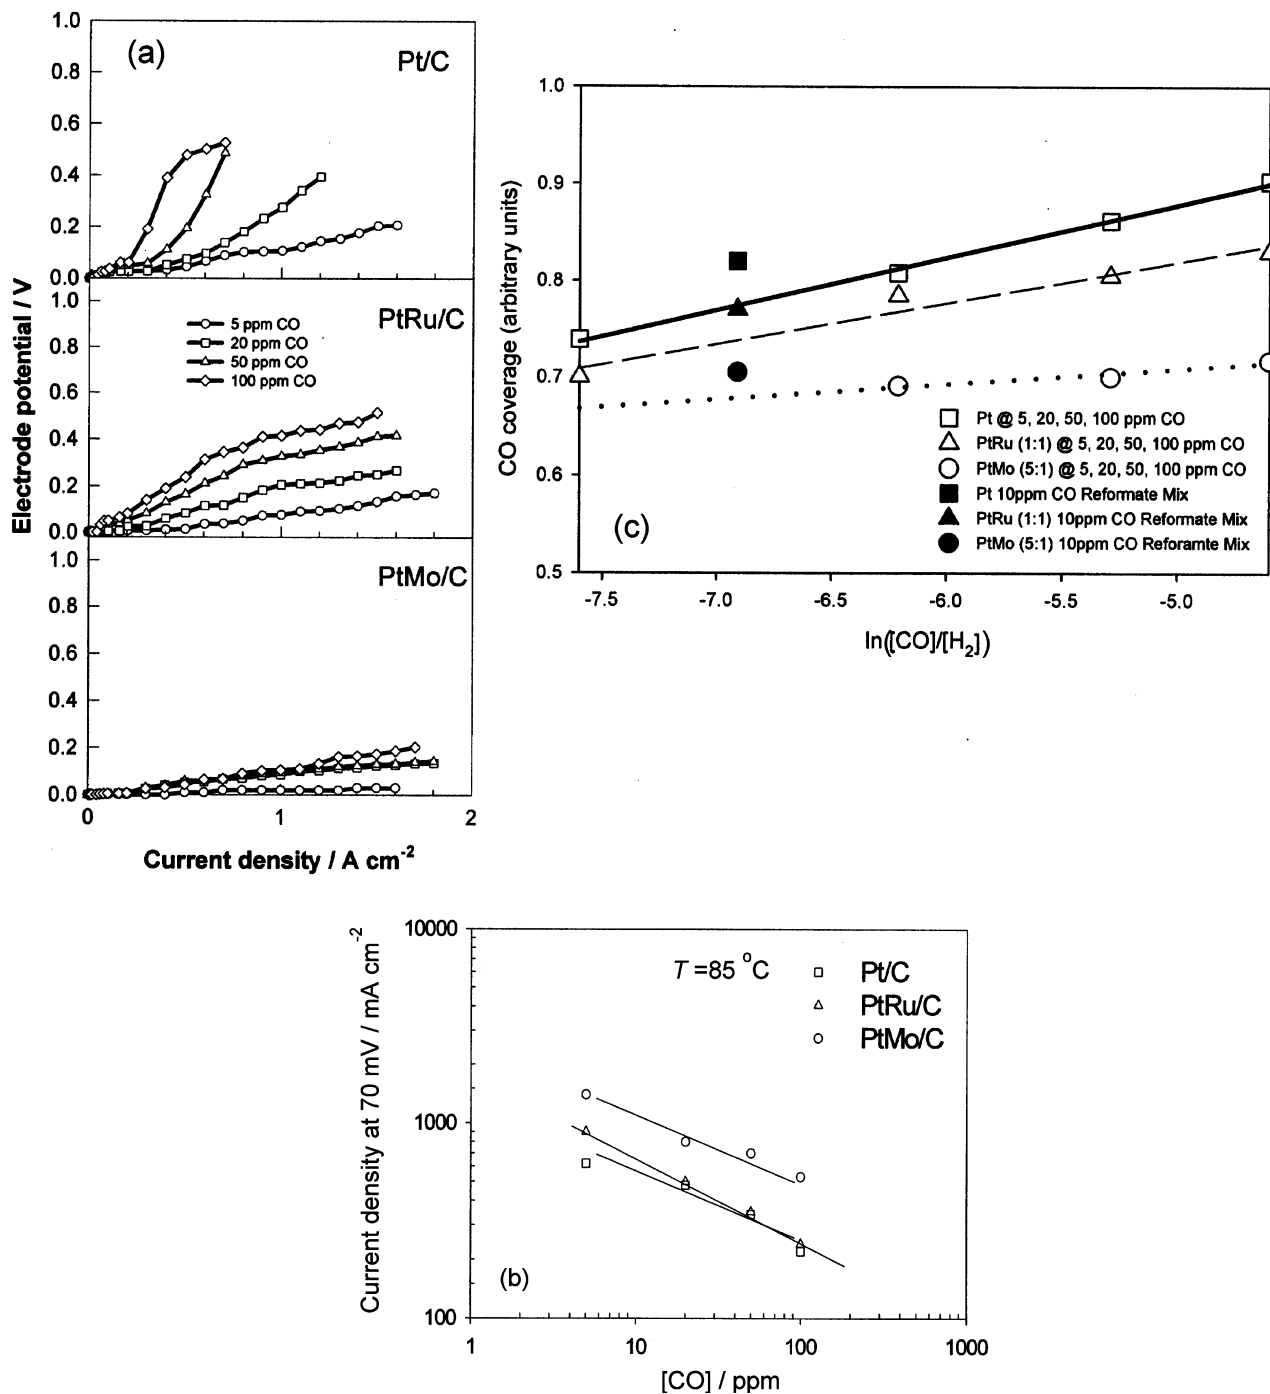 (a)
Pt/C
1.0
0.8
0.6
0.4
0.2
0.0
PtRu/C
5 ppm CO
20 ppm CO
50 ppm CO
100 ppm CO
1.0
0.8
0.6
0.4
0.2
0.0
PtMo/C
1.0
0.8
0.6
0.4
0.2
0.0
0 1 2
Electrode potential / V
Current density / A cm⁻²
1.0
0.9
0.8
0.7
0.6
0.5
CO coverage (arbitrary units)
Pt @ 5, 20, 50, 100 ppm CO
PtRu (1:1) @ 5, 20, 50, 100 ppm CO
PtMo (5:1) @ 5, 20, 50, 100 ppm CO
Pt 10ppm CO Reformate Mix
PtRu (1:1) 10ppm CO Reformate Mix
PtMo (5:1) 10ppm CO Reforamte Mix
(c)
-7.5 -7.0 -6.5 -6.0 -5.5 -5.0
ln([CO]/[H₂])
10000
1000
100
Current density at 70 mV / mA cm⁻²
T =85 °C
Pt/C
PtRu/C
PtMo/C
(b)
1 10 100 1000
[CO] / ppm